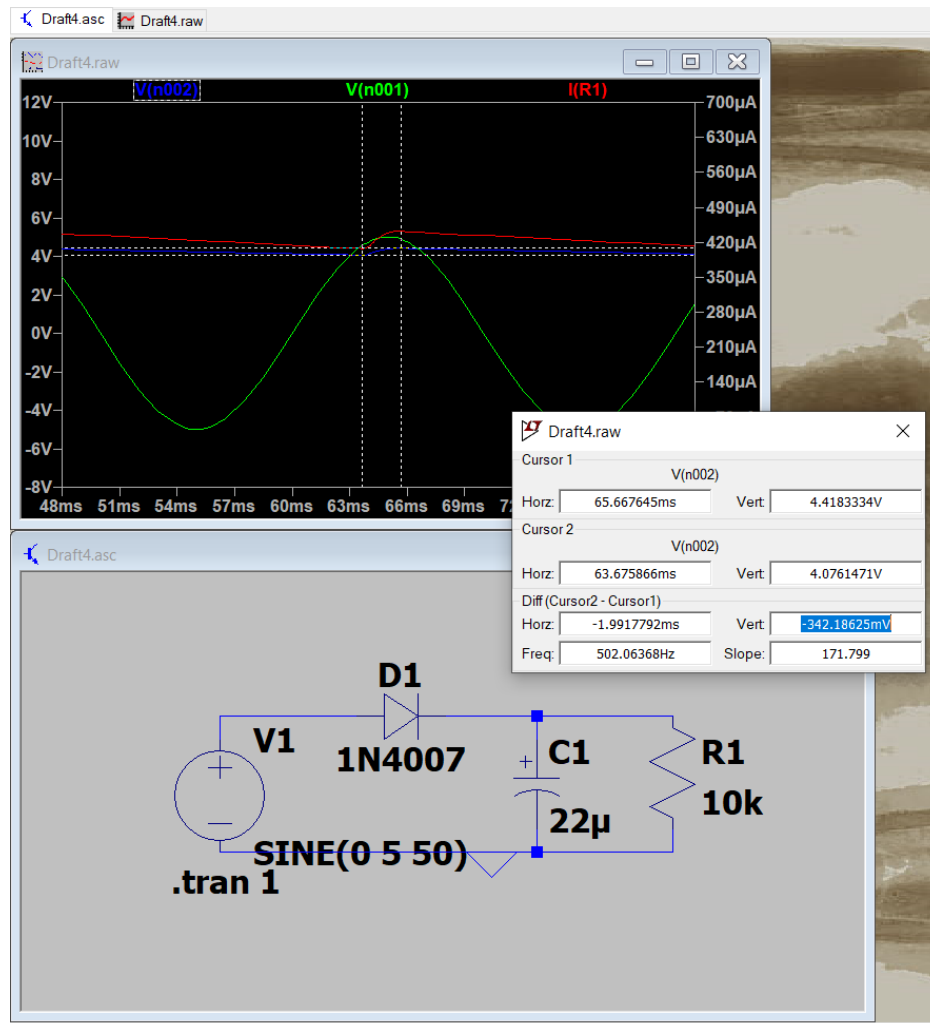 Draft4.asc Draft4.raw
Draft4.raw
V(n002) V(n001) I(R1)
12V 700µA
10V 630µA
8V 560µA
6V 490µA
4V 420µA
2V 350µA
0V 280µA
-2V 210µA
-4V 140µA
-6V
-8V
48ms 51ms 54ms 57ms 60ms 63ms 66ms 69ms
Draft4.raw
Cursor 1
V(n002)
Horz: 65.667645ms Vert: 4.4183334V
Cursor 2
V(n002)
Horz: 63.675866ms Vert: 4.0761471V
Diff (Cursor2 - Cursor1)
Horz: -1.9917792ms Vert: -342.18625mV
Freq: 502.06368Hz Slope: 171.799
Draft4.asc
D1
V1
1N4007
C1
R1
22µ
10k
SINE(0 5 50)
.tran 1